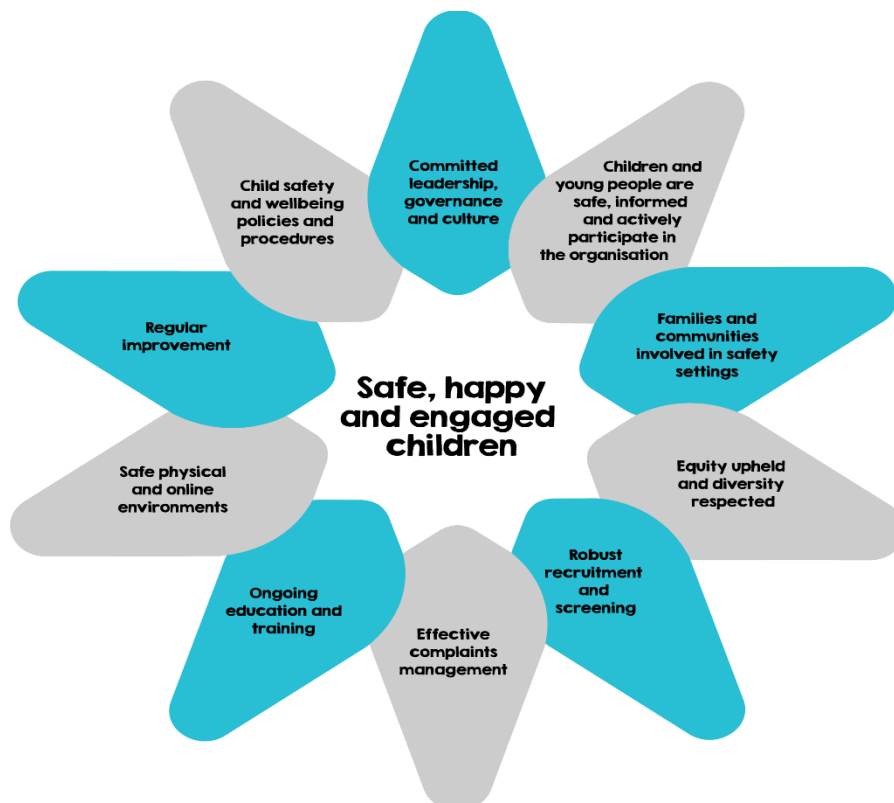 Committed
leadership,
governance
and culture
Children and
young people are
safe, informed
and actively
participate in
the organisation
Families and
communities
involved in safety
settings
Equity upheld
and diversity
respected
Robust
recruitment
and
screening
Effective
complaints
management
Ongoing
education and
training
Safe physical
and online
environments
Regular
improvement
Child safety
and wellbeing
policies and
procedures
Safe, happy
and engaged
children